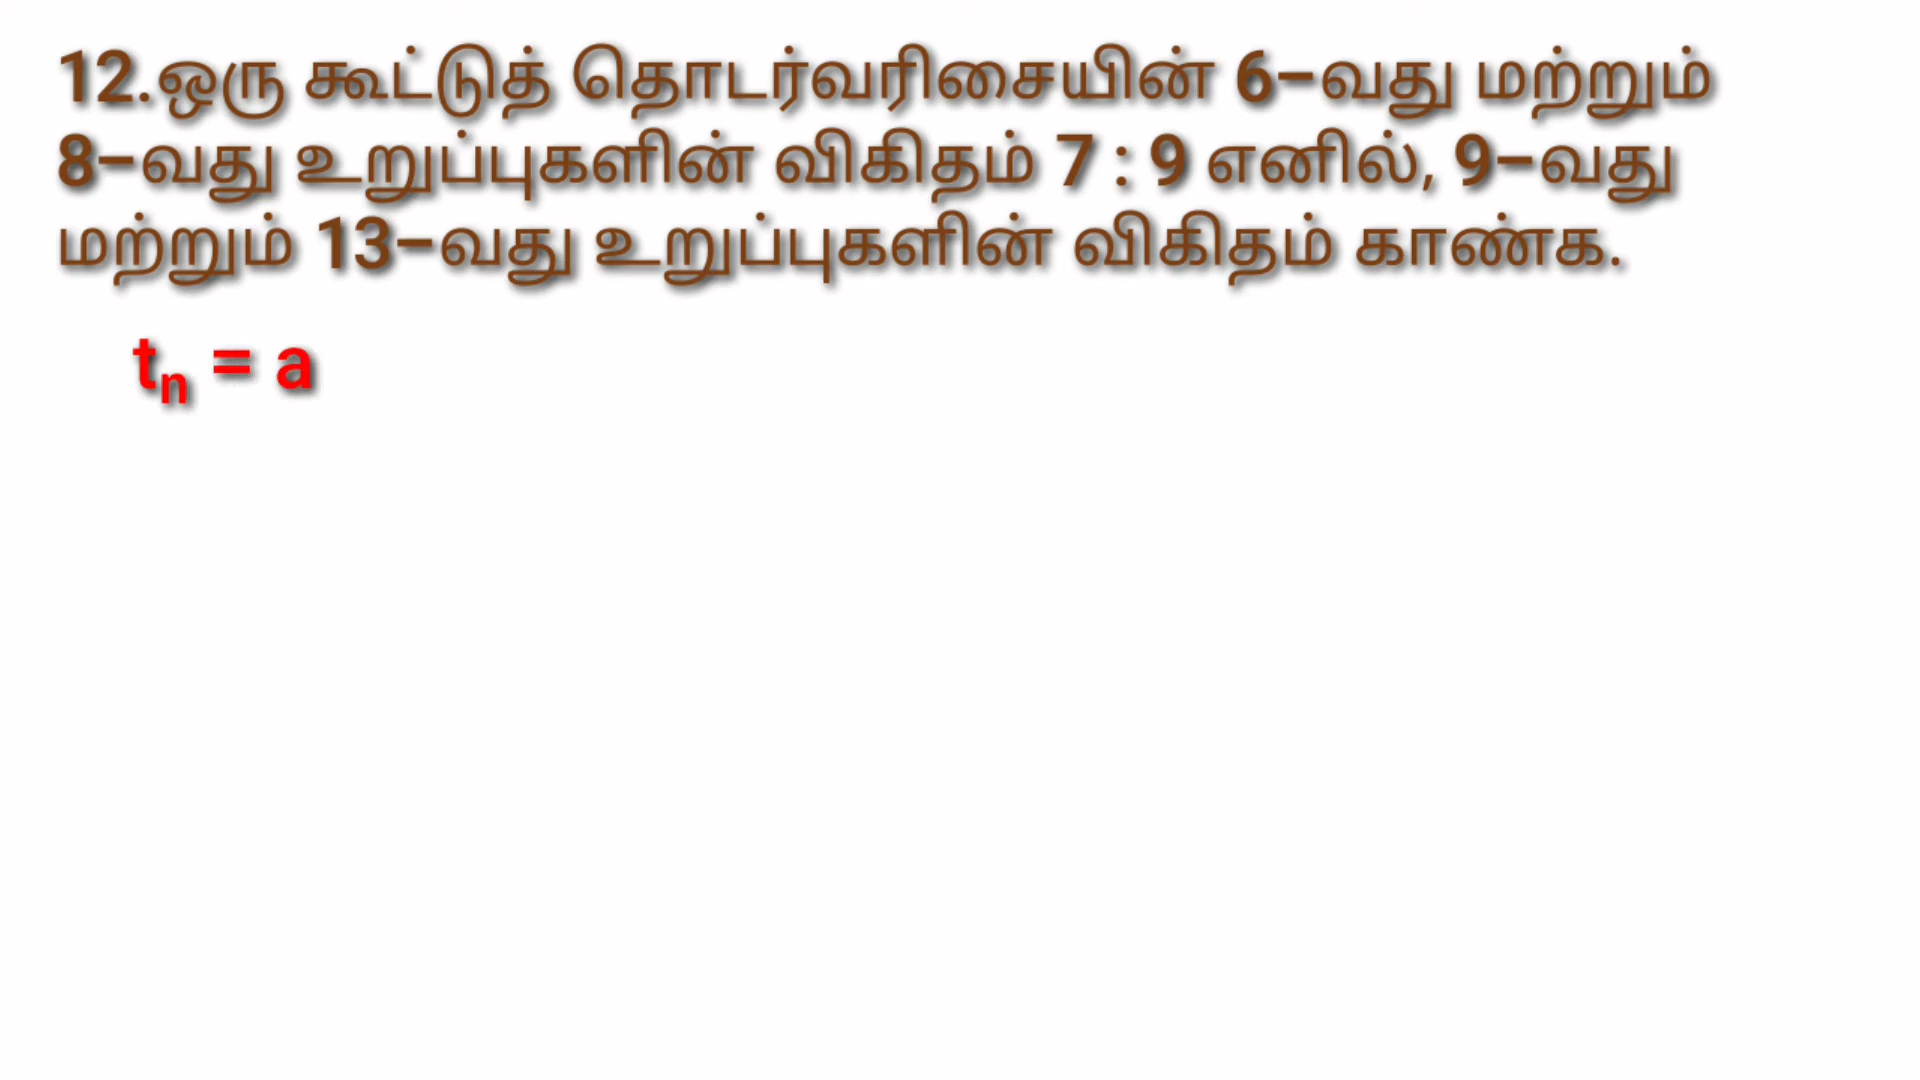 12.ஒரு கூட்டுத் தொடர்வரிசையின் 6–வது மற்றும்
8–வது உறுப்புகளின் விகிதம் 7 : 9 எனில், 9–வது
மற்றும் 13–வது உறுப்புகளின் விகிதம் காண்க.
tₙ = a